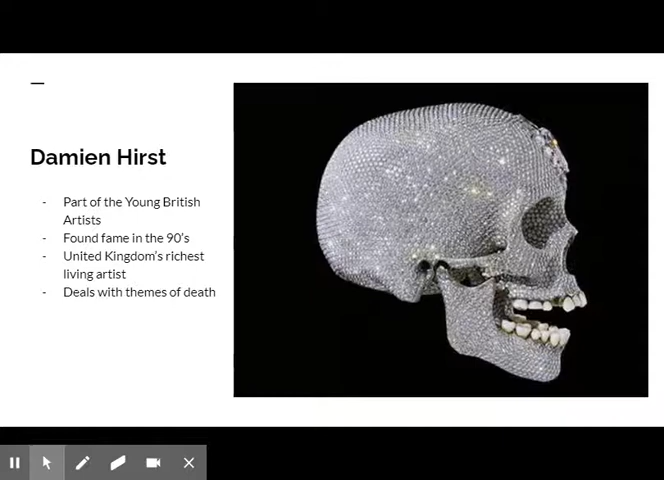 Damien Hirst
- Part of the Young British
Artists
- Found fame in the 90's
- United Kingdom's richest
living artist
- Deals with themes of death